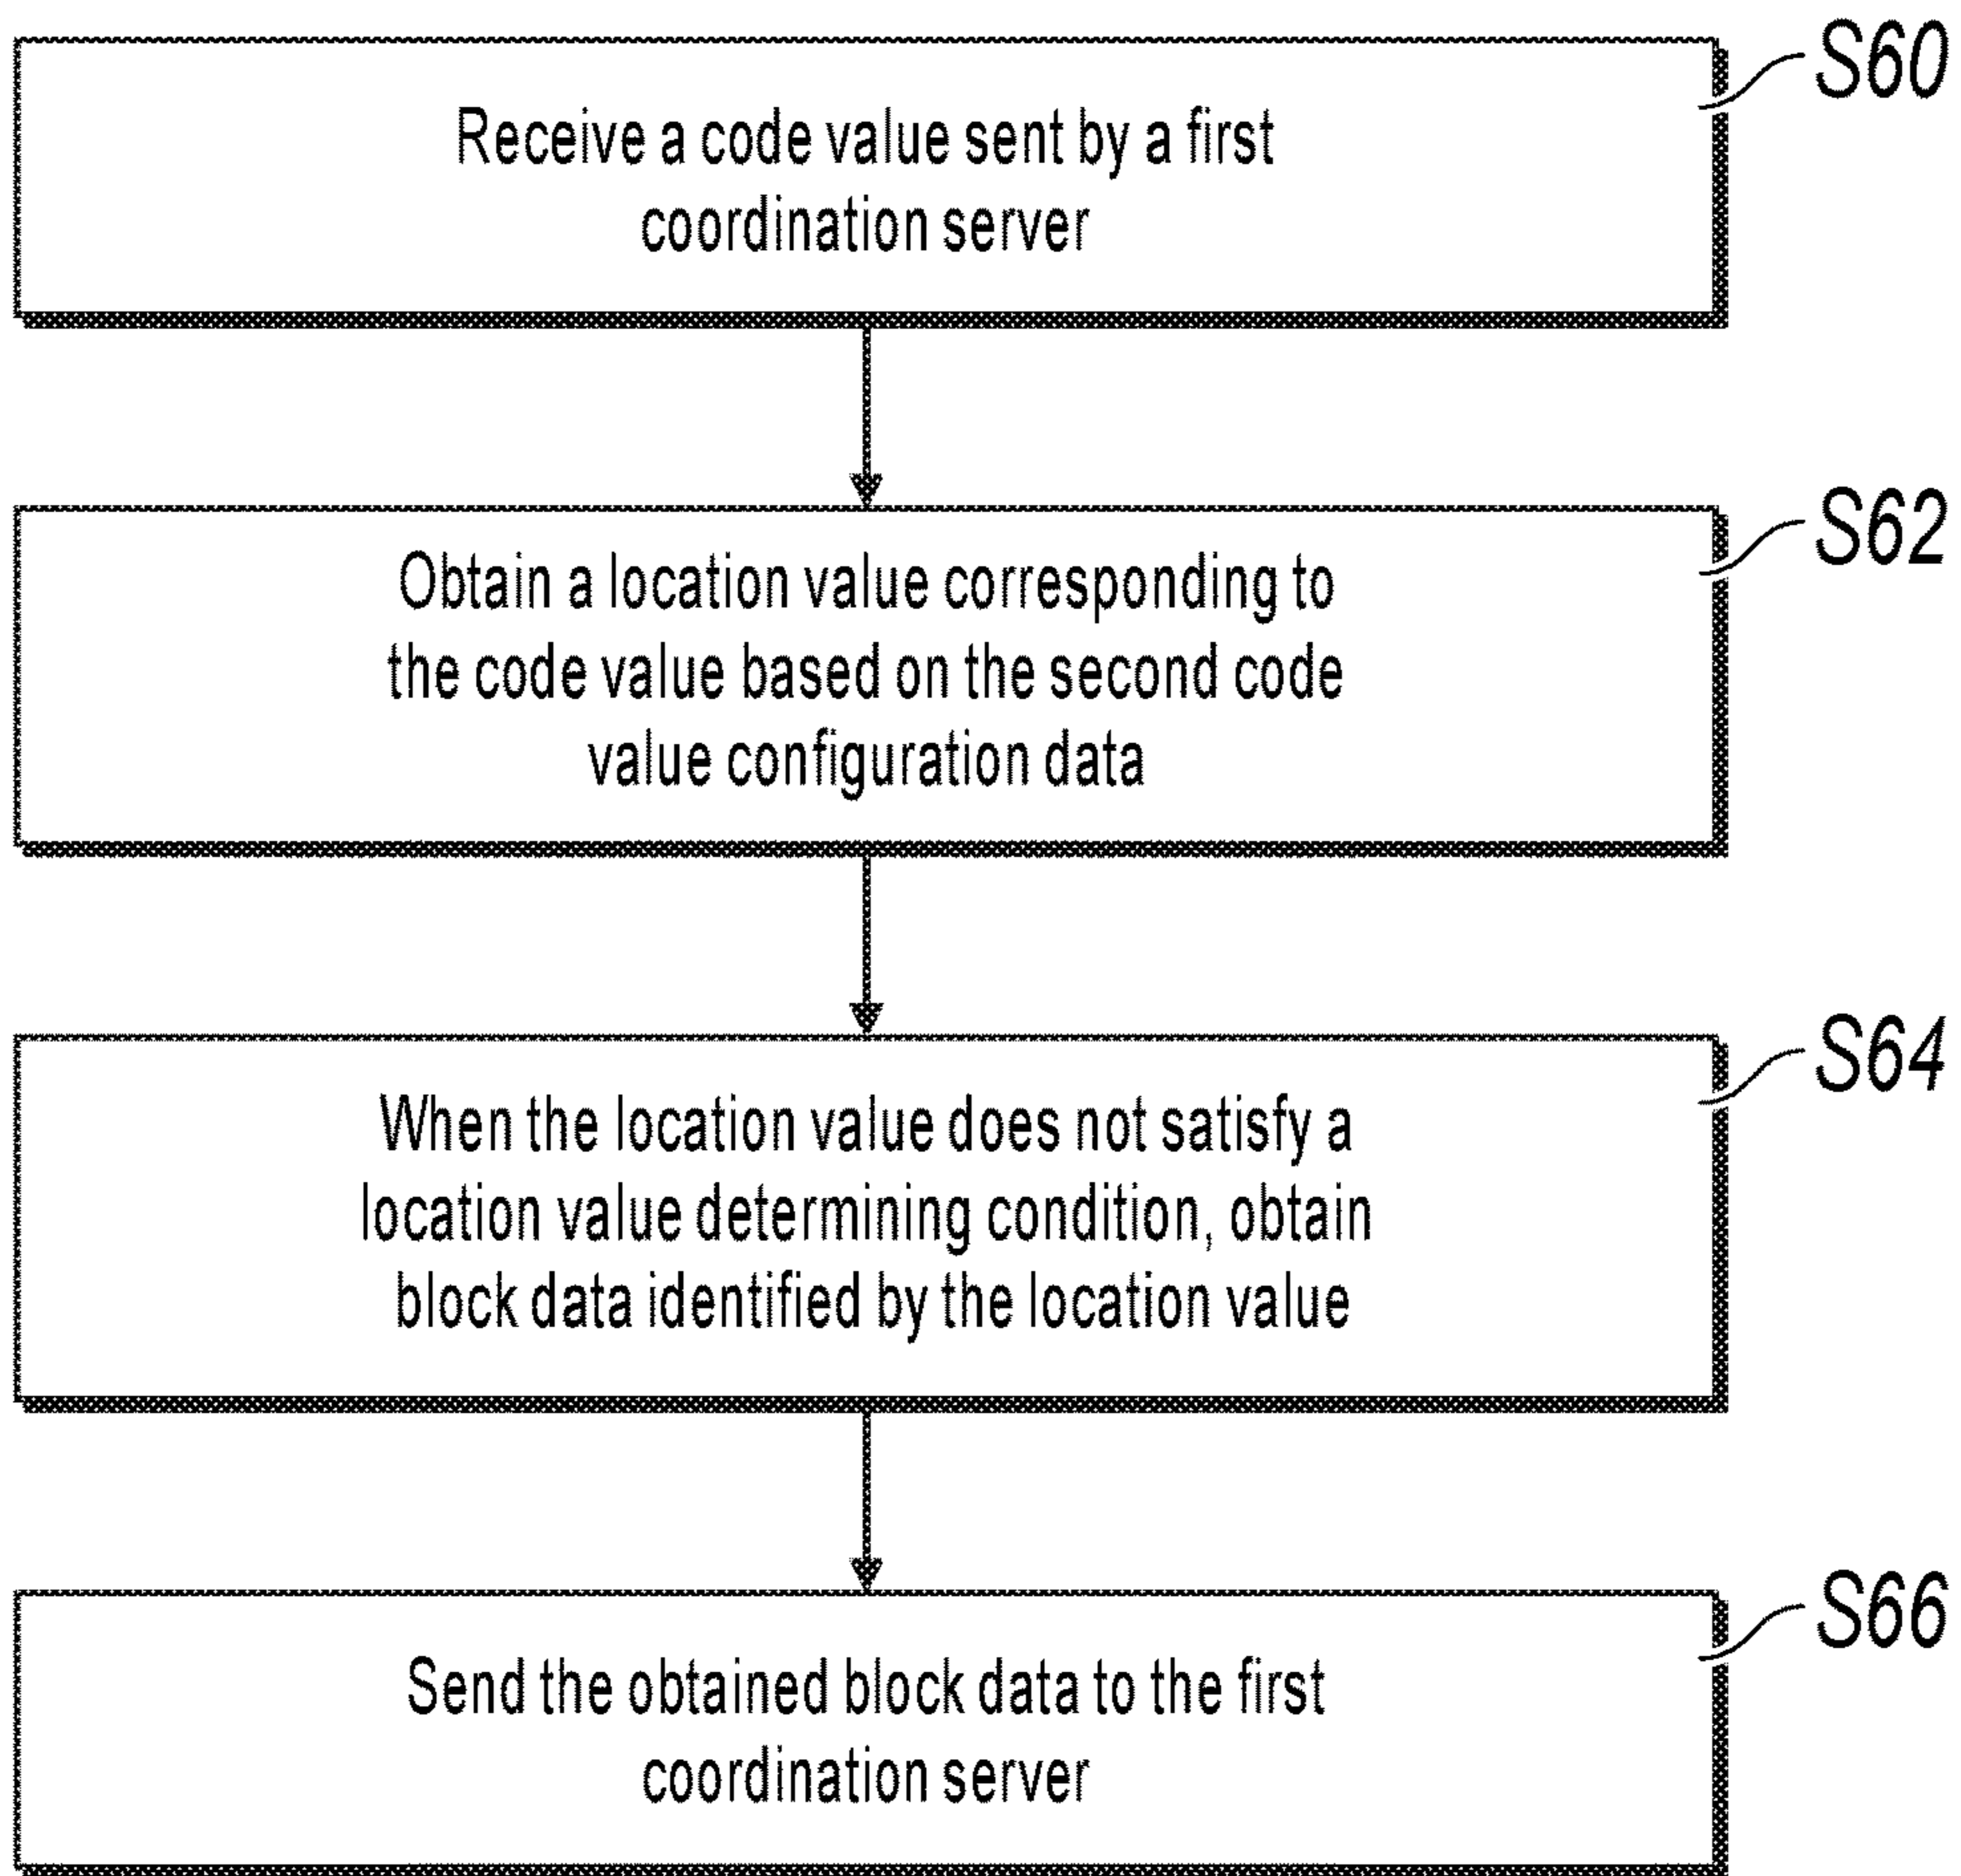 S60
Receive a code value sent by a first
coordination server
S62
Obtain a location value corresponding to
the code value based on the second code
value configuration data
S64
When the location value does not satisfy a
location value determining condition, obtain
block data identified by the location value
S66
Send the obtained block data to the first
coordination server